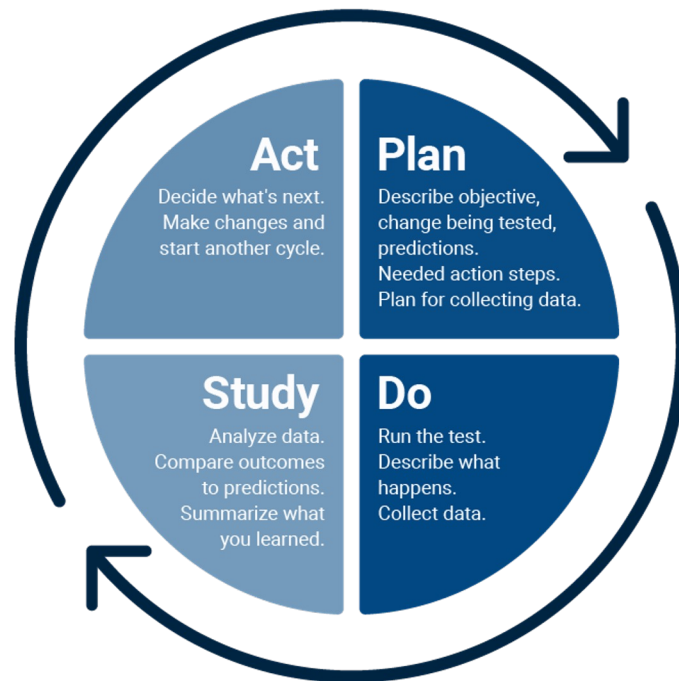 Act
Decide what's next.
Make changes and
start another cycle.
Plan
Describe objective,
change being tested,
predictions.
Needed action steps.
Plan for collecting data.
Study
Analyze data.
Compare outcomes
to predictions.
Summarize what
you learned.
Do
Run the test.
Describe what
happens.
Collect data.